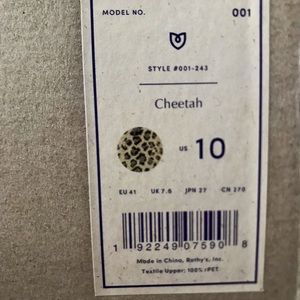 MODEL NO. 001
STYLE #001-243
Cheetah
US 10
EU 41 UK 7.5 JPN 27 CN 270
1 92249 07590 8
Made in China, Rothy's, Inc.
Textile Upper: 100% rPET